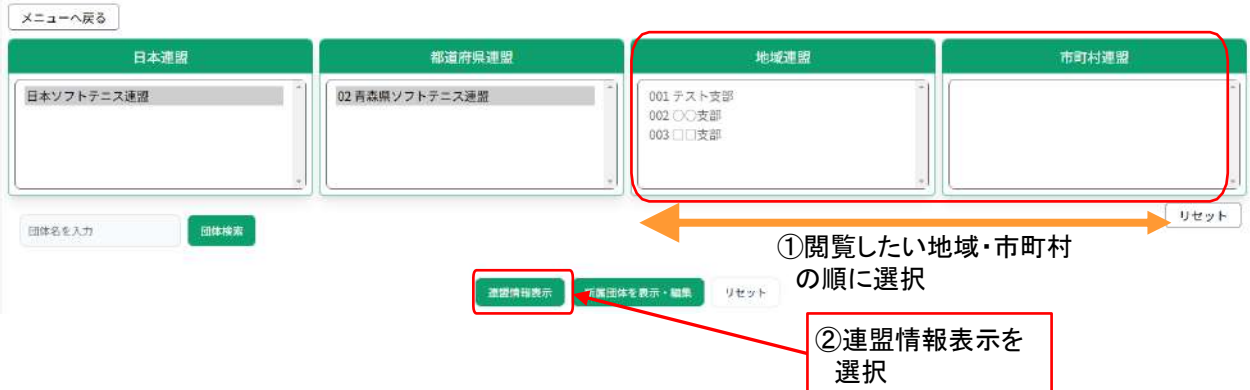 メニューへ戻る
日本連盟
都道府県連盟
地域連盟
市町村連盟
日本ソフトテニス連盟
02 青森県ソフトテニス連盟
001 テスト支部
002 〇〇支部
003 □□支部
団体名を入力
団体検索
リセット
①閲覧したい地域・市町村
の順に選択
連盟情報表示
下属団体を表示・編集
リセット
②連盟情報表示を
選択